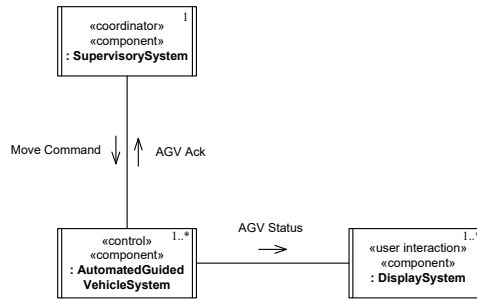 1
«coordinator»
«component»
: SupervisorySystem
Move Command
AGV Ack
1..*
«control»
«component»
: AutomatedGuided
VehicleSystem
AGV Status
1..*
«user interaction»
«component»
: DisplaySystem